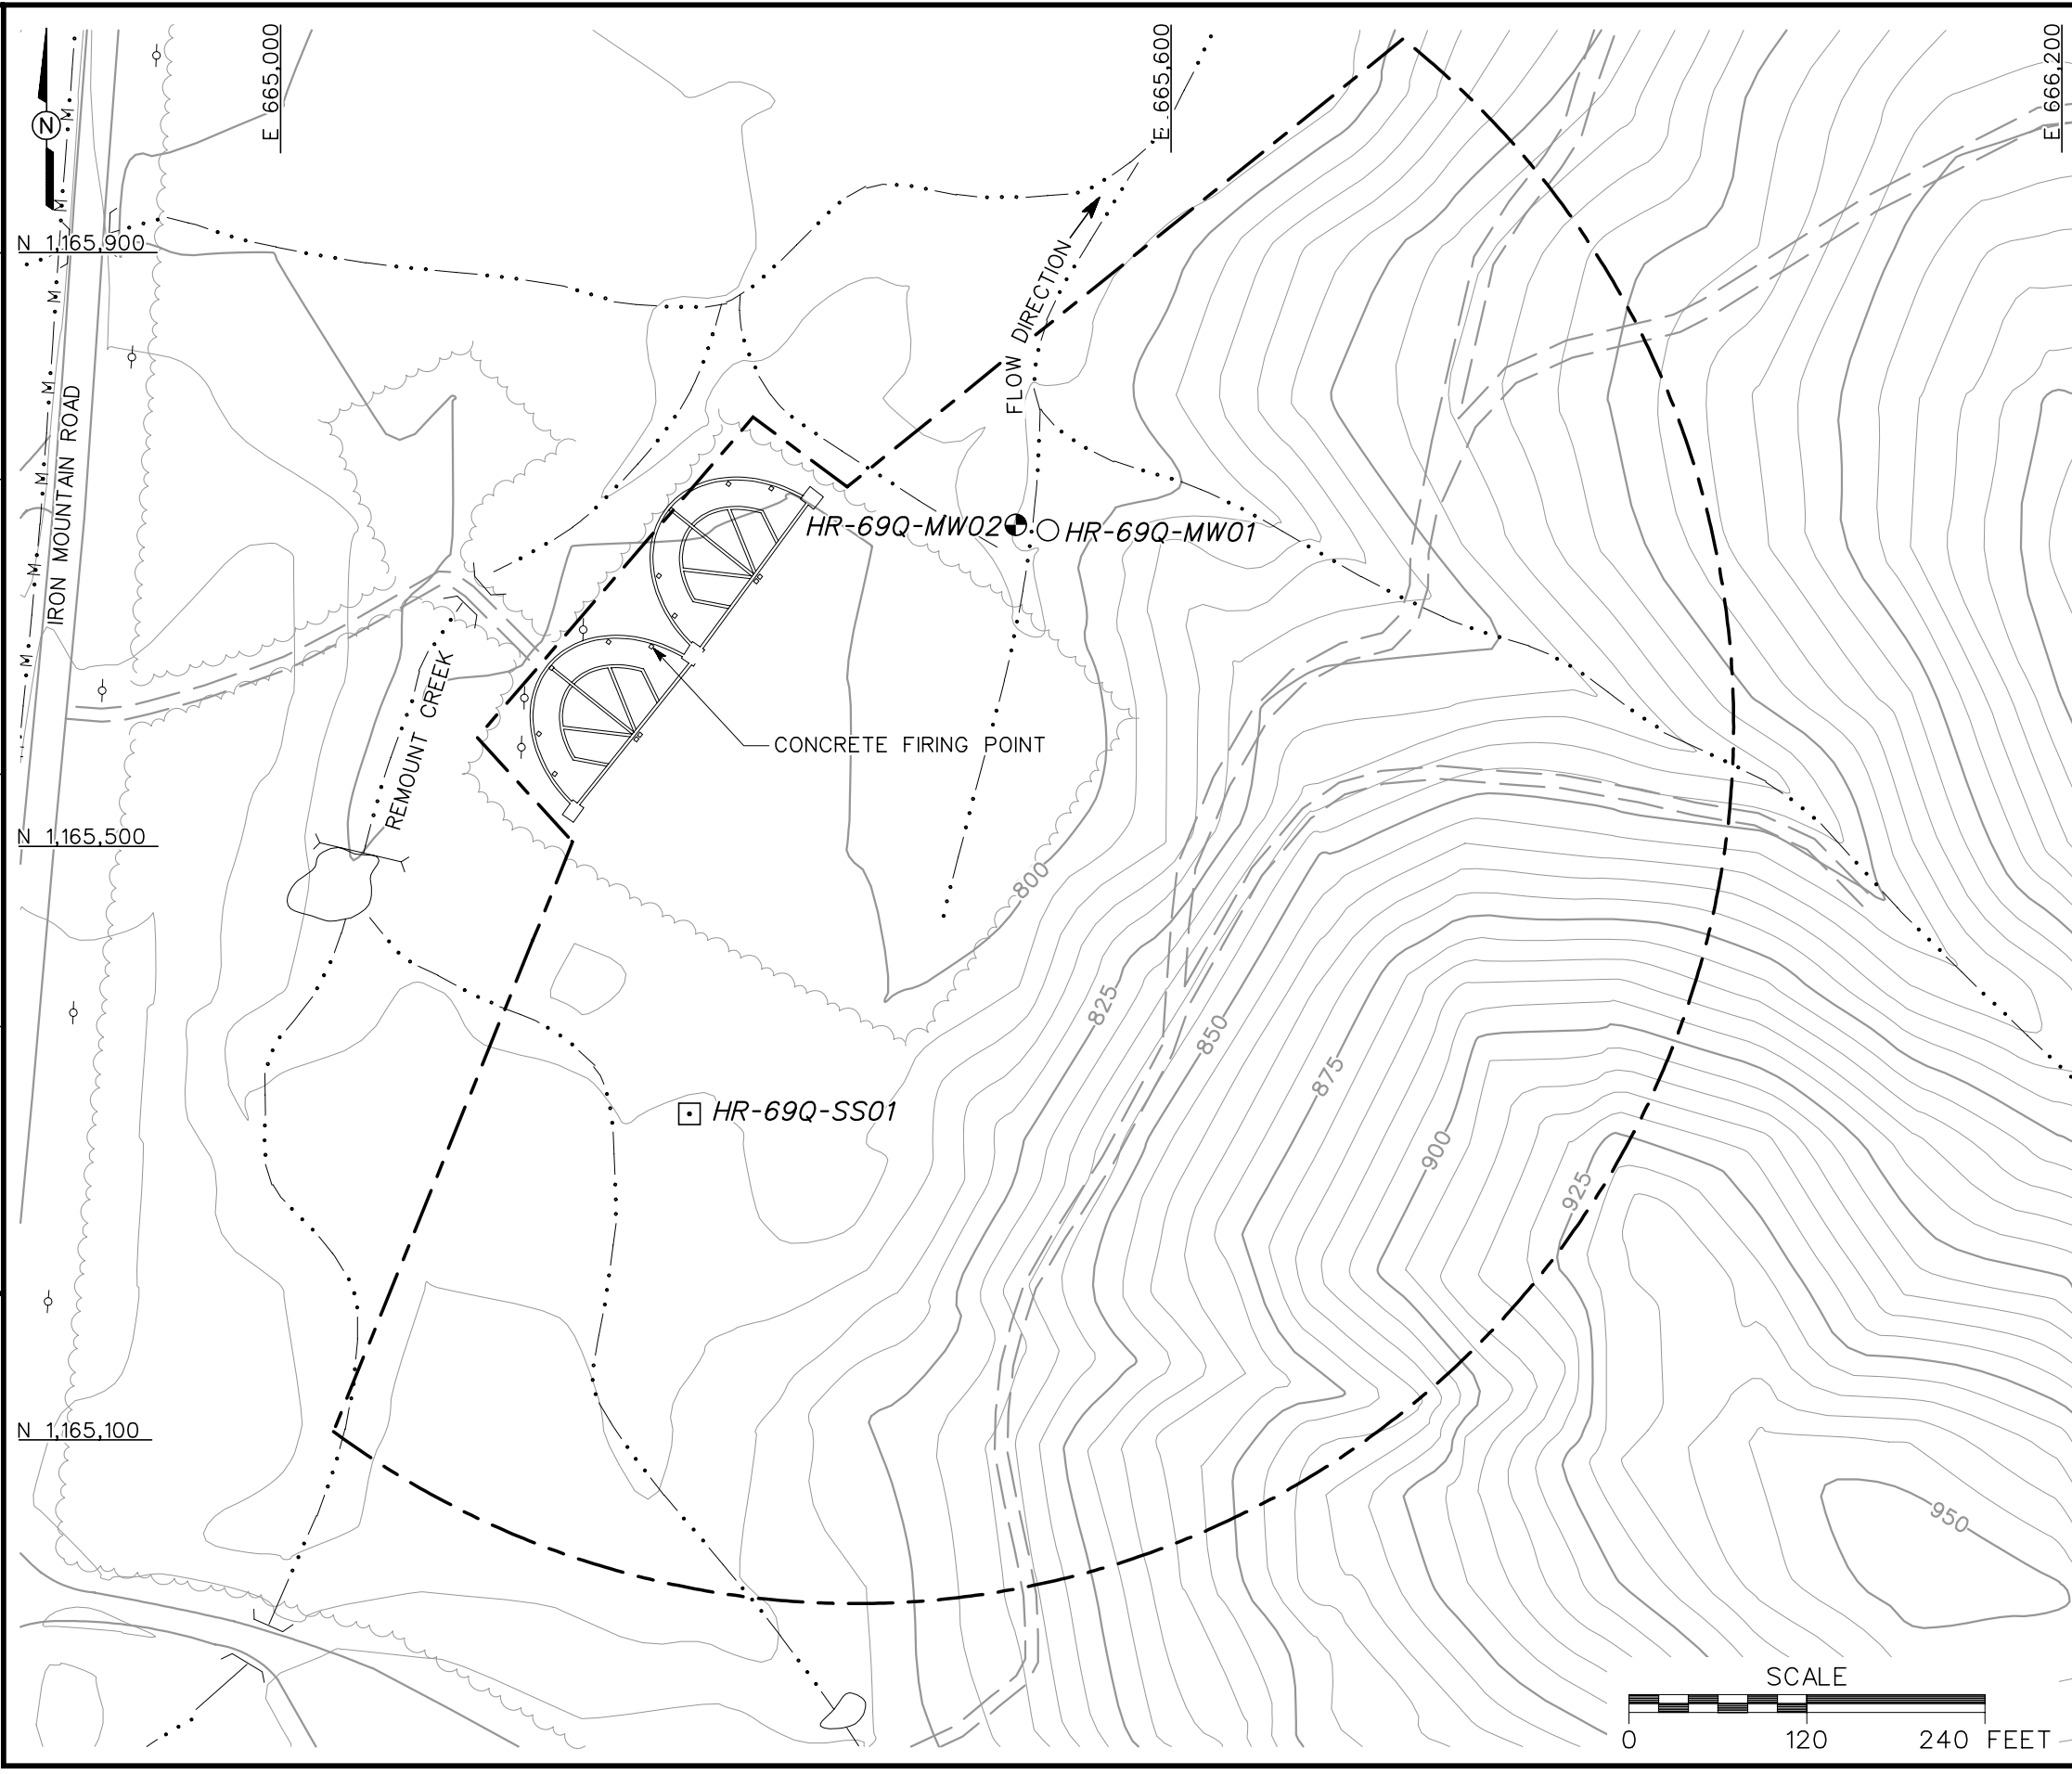 E 665,000
E 665,600
E 666,200
N
M
M
M
N 1,165,900
M
M
M
M
M
IRON MOUNTAIN ROAD
FLOW DIRECTION
HR-69Q-MW02
HR-69Q-MW01
REMOUNT CREEK
CONCRETE FIRING POINT
N 1,165,500
800
825
850
875
HR-69Q-SS01
900
925
N 1,165,100
950
SCALE
0 120 240 FEET